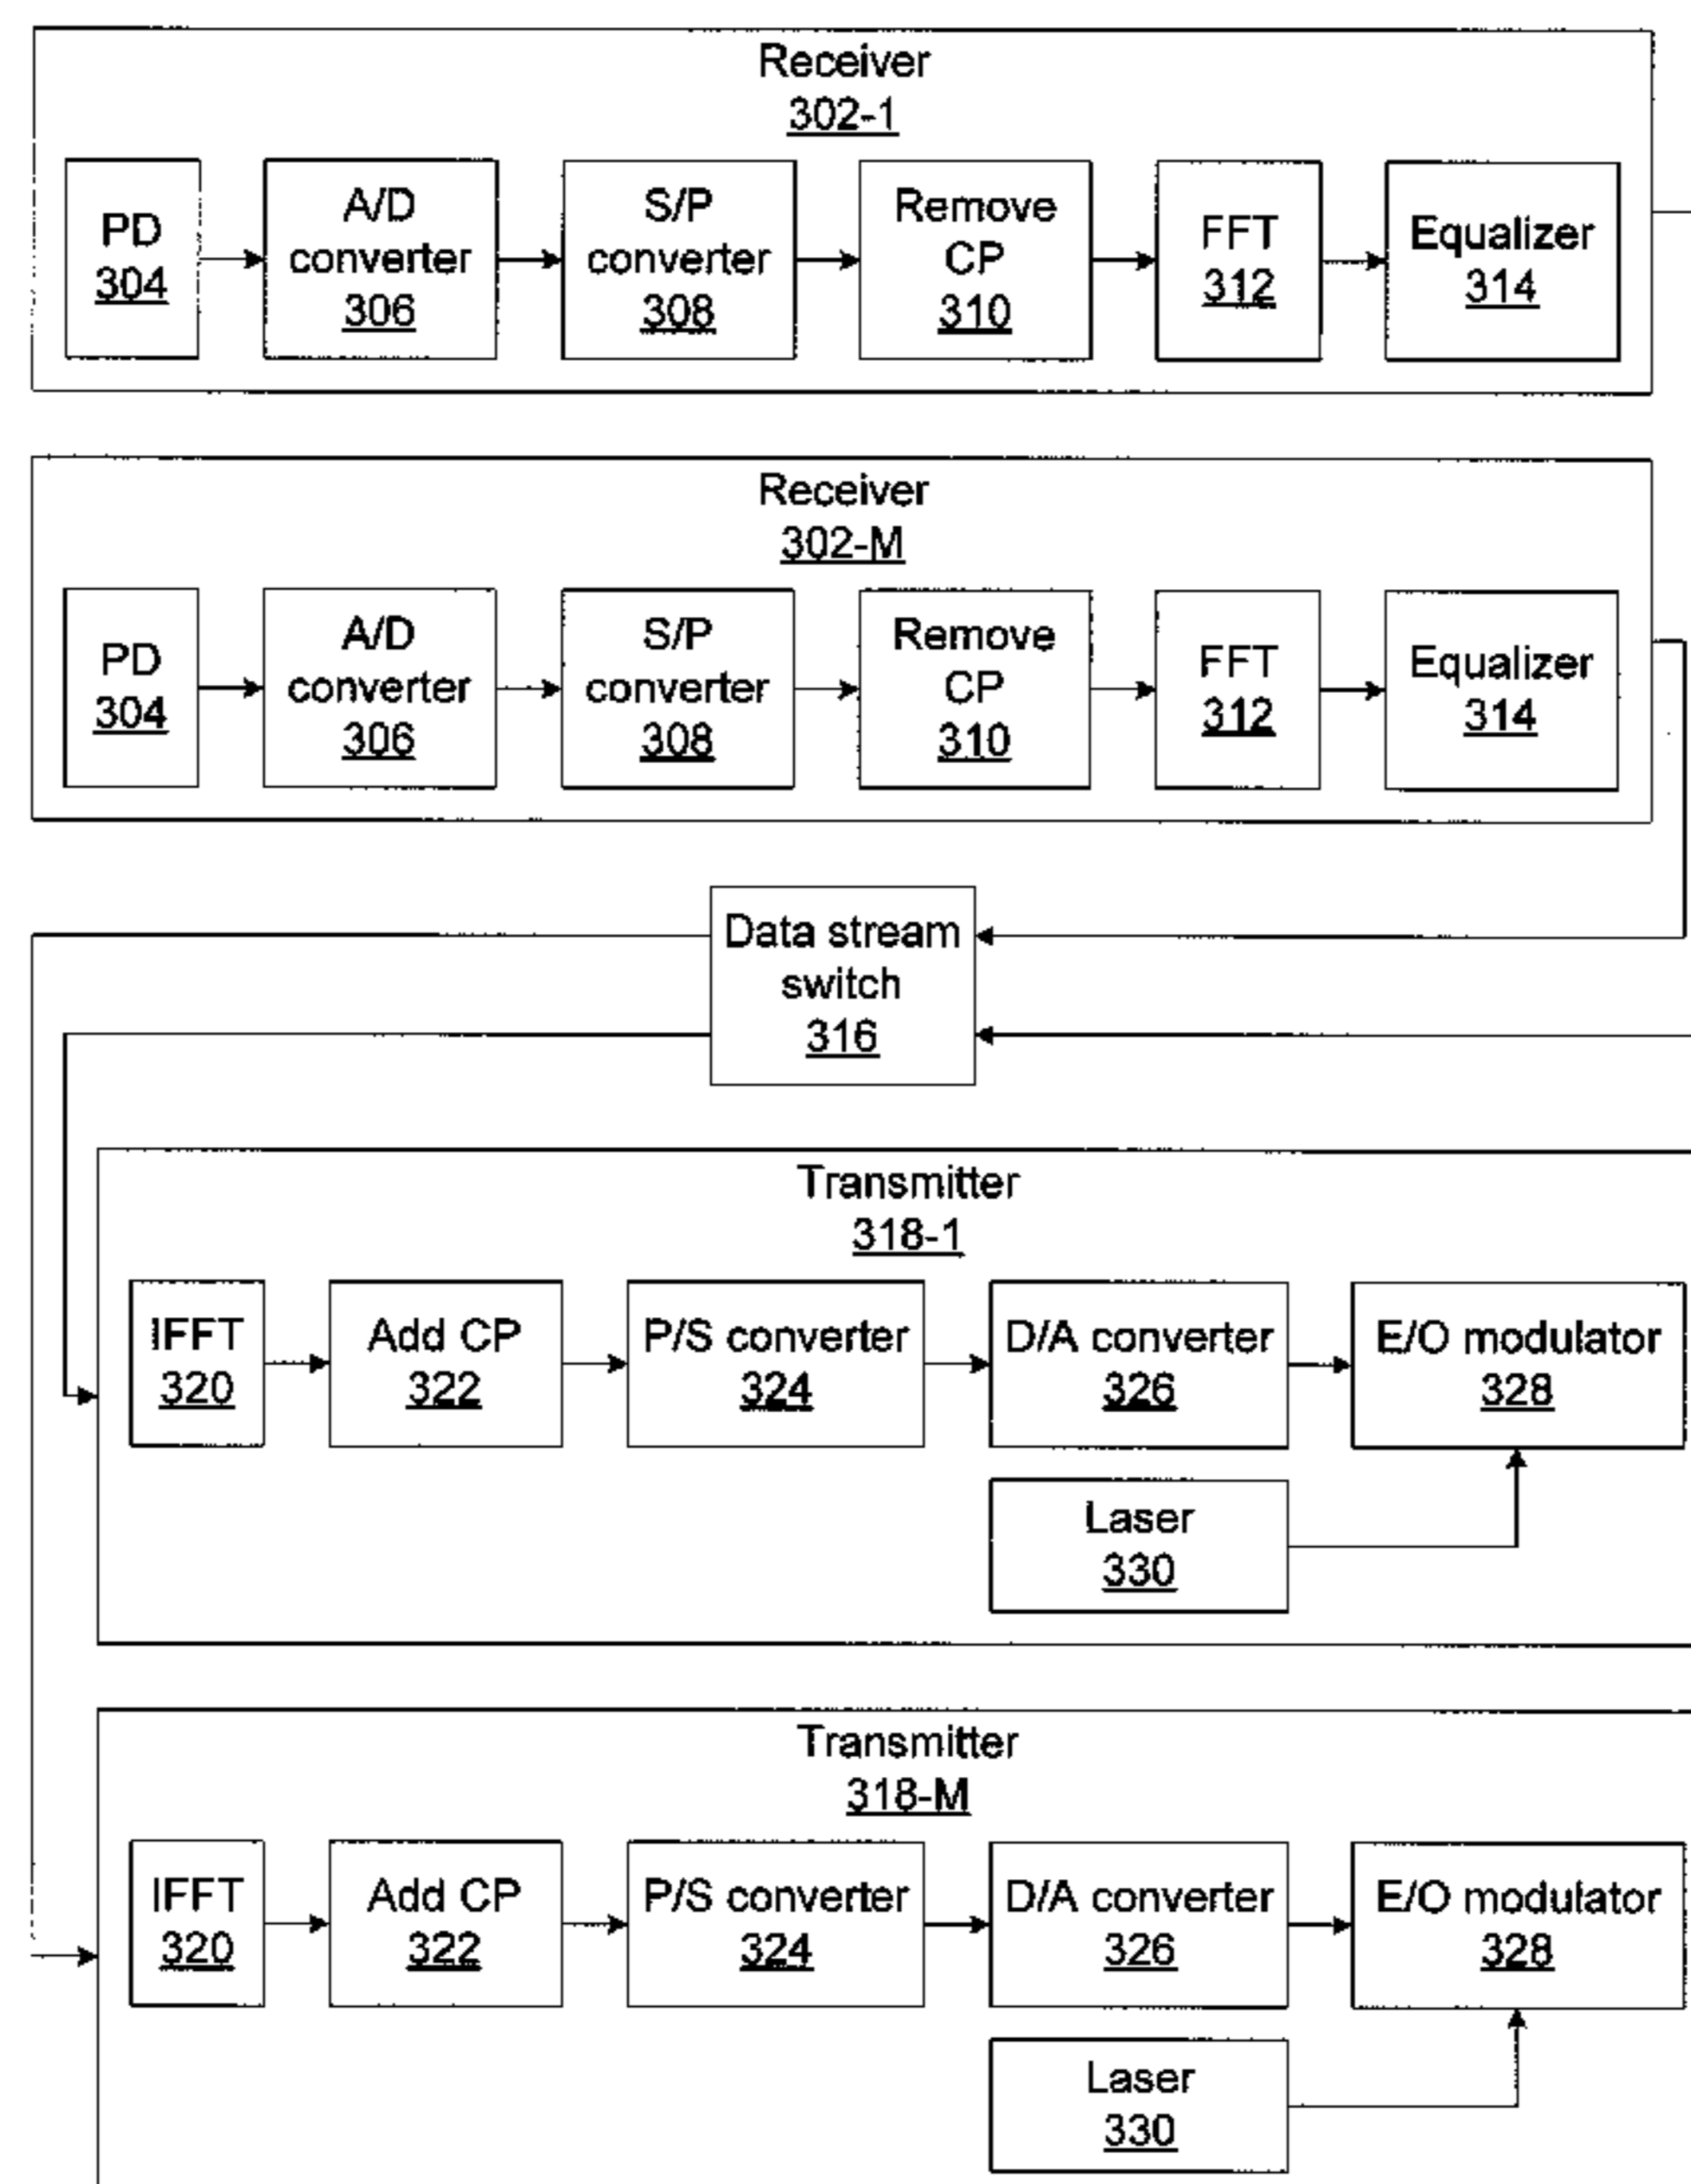 Receiver
302-1
PD
304
A/D
converter
306
S/P
converter
308
Remove
CP
310
FFT
312
Equalizer
314
Receiver
302-M
PD
304
A/D
converter
306
S/P
converter
308
Remove
CP
310
FFT
312
Equalizer
314
Data stream
switch
316
Transmitter
318-1
IFFT
320
Add CP
322
P/S converter
324
D/A converter
326
E/O modulator
328
Laser
330
Transmitter
318-M
IFFT
320
Add CP
322
P/S converter
324
D/A converter
326
E/O modulator
328
Laser
330